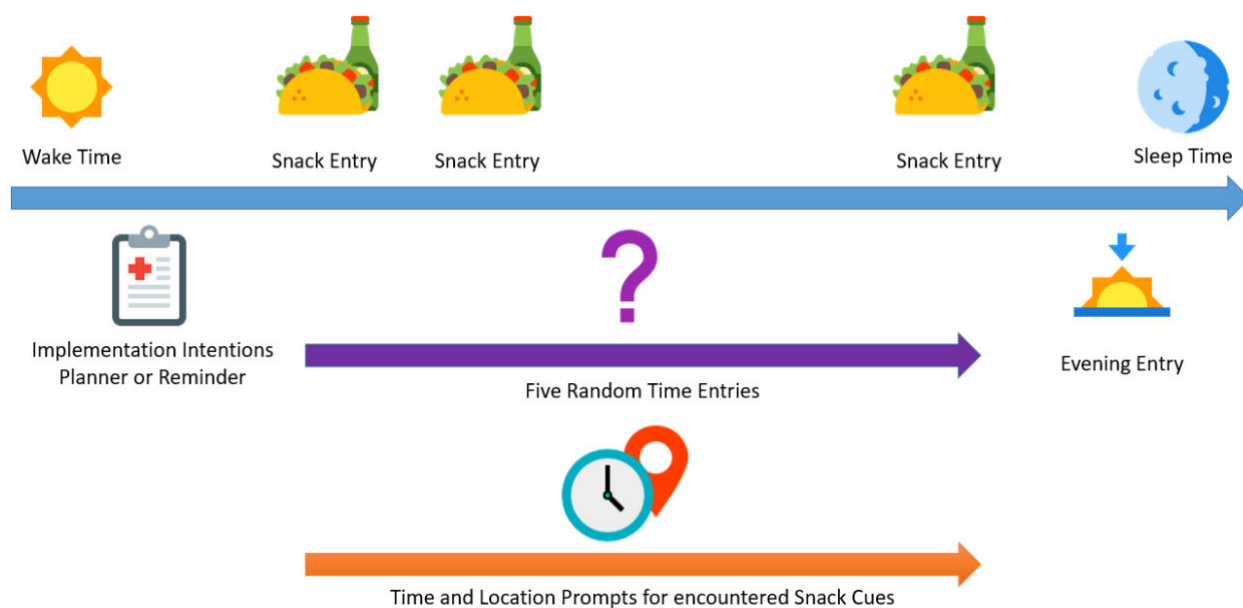 Wake Time
Snack Entry
Snack Entry
Snack Entry
Sleep Time
Implementation Intentions
Planner or Reminder
Five Random Time Entries
Evening Entry
Time and Location Prompts for encountered Snack Cues